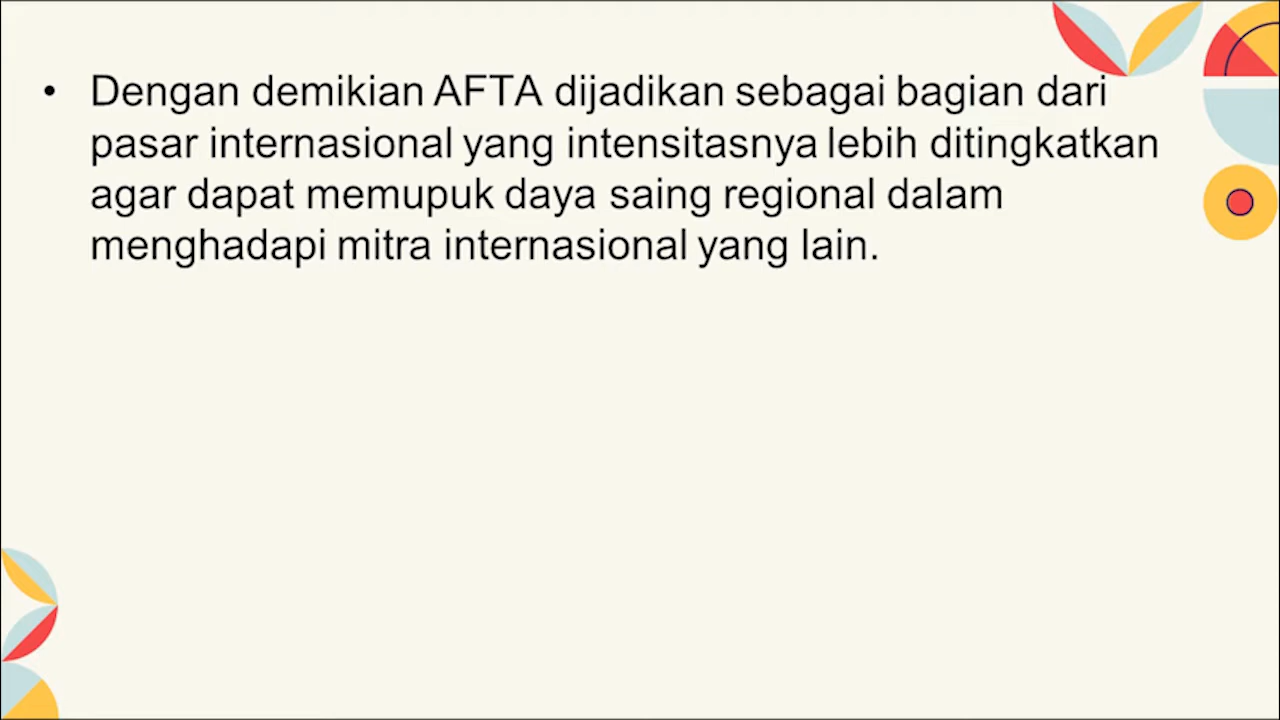 • Dengan demikian AFTA dijadikan sebagai bagian dari
pasar internasional yang intensitasnya lebih ditingkatkan
agar dapat memupuk daya saing regional dalam
menghadapi mitra internasional yang lain.